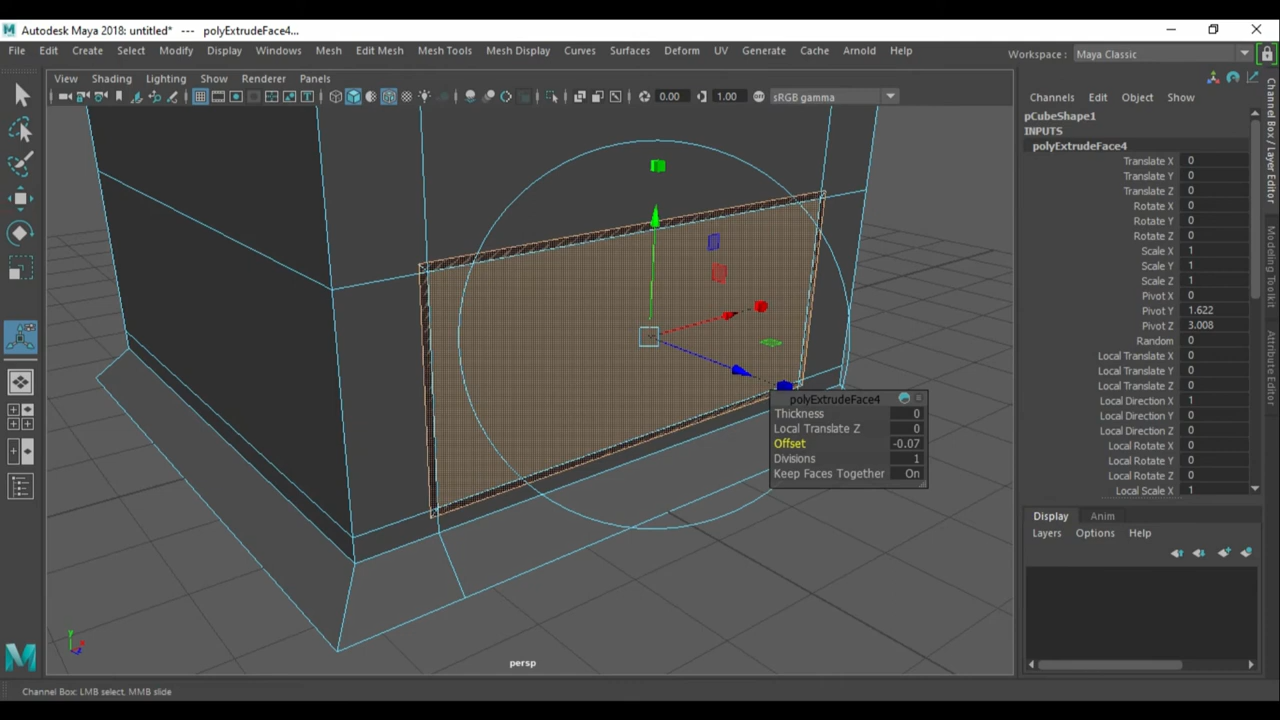 Autodesk Maya 2018: untitled* --- polyExtrudeFace4...
File Edit Create Select Modify Display Windows Mesh Edit Mesh Mesh Tools Mesh Display Curves Surfaces Deform UV Generate Cache Arnold Help
Workspace : Maya Classic
View Shading Lighting Show Renderer Panels
0.00 1.00 sRGB gamma
Channels Edit Object Show
pCubeShape1
INPUTS
polyExtrudeFace4
Translate X 0
Translate Y 0
Translate Z 0
Rotate X 0
Rotate Y 0
Rotate Z 0
Scale X 1
Scale Y 1
Scale Z 1
Pivot X 0
Pivot Y 1.622
Pivot Z 3.008
Random 0
Local Translate X 0
Local Translate Y 0
Local Translate Z 0
Local Direction X 1
Local Direction Y 0
Local Direction Z 0
Local Rotate X 0
Local Rotate Y 0
Local Rotate Z 0
Local Scale X 1
Channel Box / Layer Editor
Modeling Toolkit
Attribute Editor
polyExtrudeFace4
Thickness 0
Local Translate Z 0
Offset -0.07
Divisions 1
Keep Faces Together On
Display Anim
Layers Options Help
y
persp
Channel Box: LMB select, MMB slide